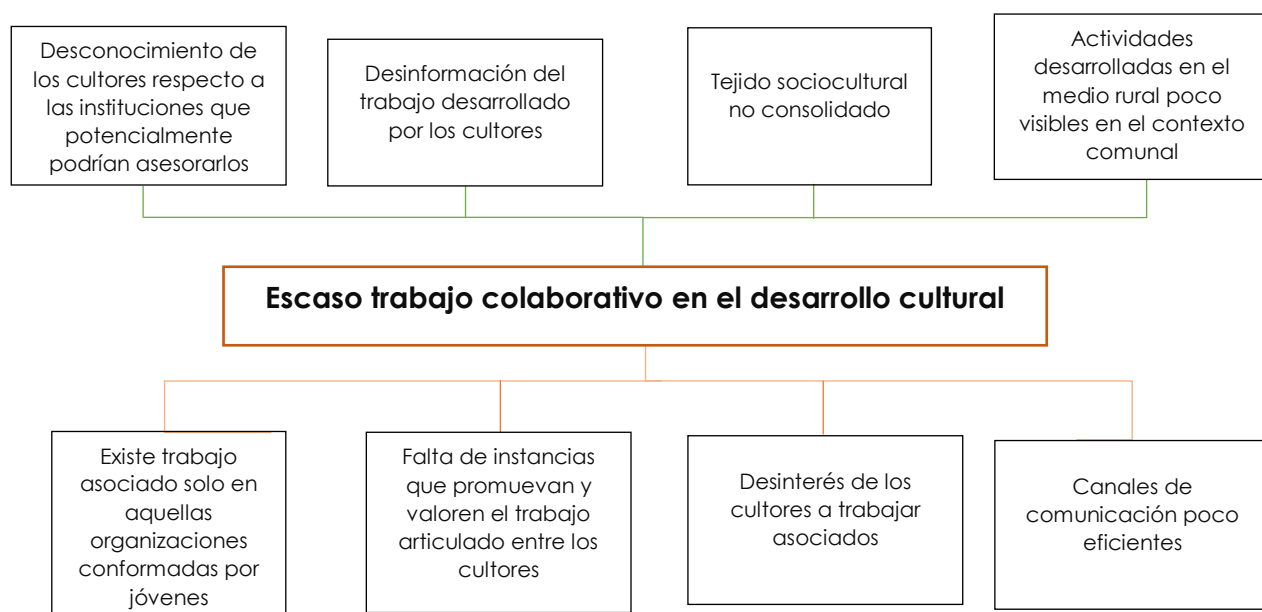 Desconocimiento de
los cultores respecto a
las instituciones que
potencialmente
podrían asesorarlos
Desinformación del
trabajo desarrollado
por los cultores
Tejido sociocultural
no consolidado
Actividades
desarrolladas en el
medio rural poco
visibles en el contexto
comunal
Escaso trabajo colaborativo en el desarrollo cultural
Existe trabajo
asociado solo en
aquellas
organizaciones
conformadas por
jóvenes
Falta de instancias
que promuevan y
valoren el trabajo
articulado entre los
cultores
Desinterés de los
cultores a trabajar
asociados
Canales de
comunicación poco
eficientes